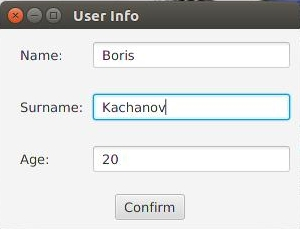 User Info
Name: Boris
Surname: Kachanov
Age: 20
Confirm